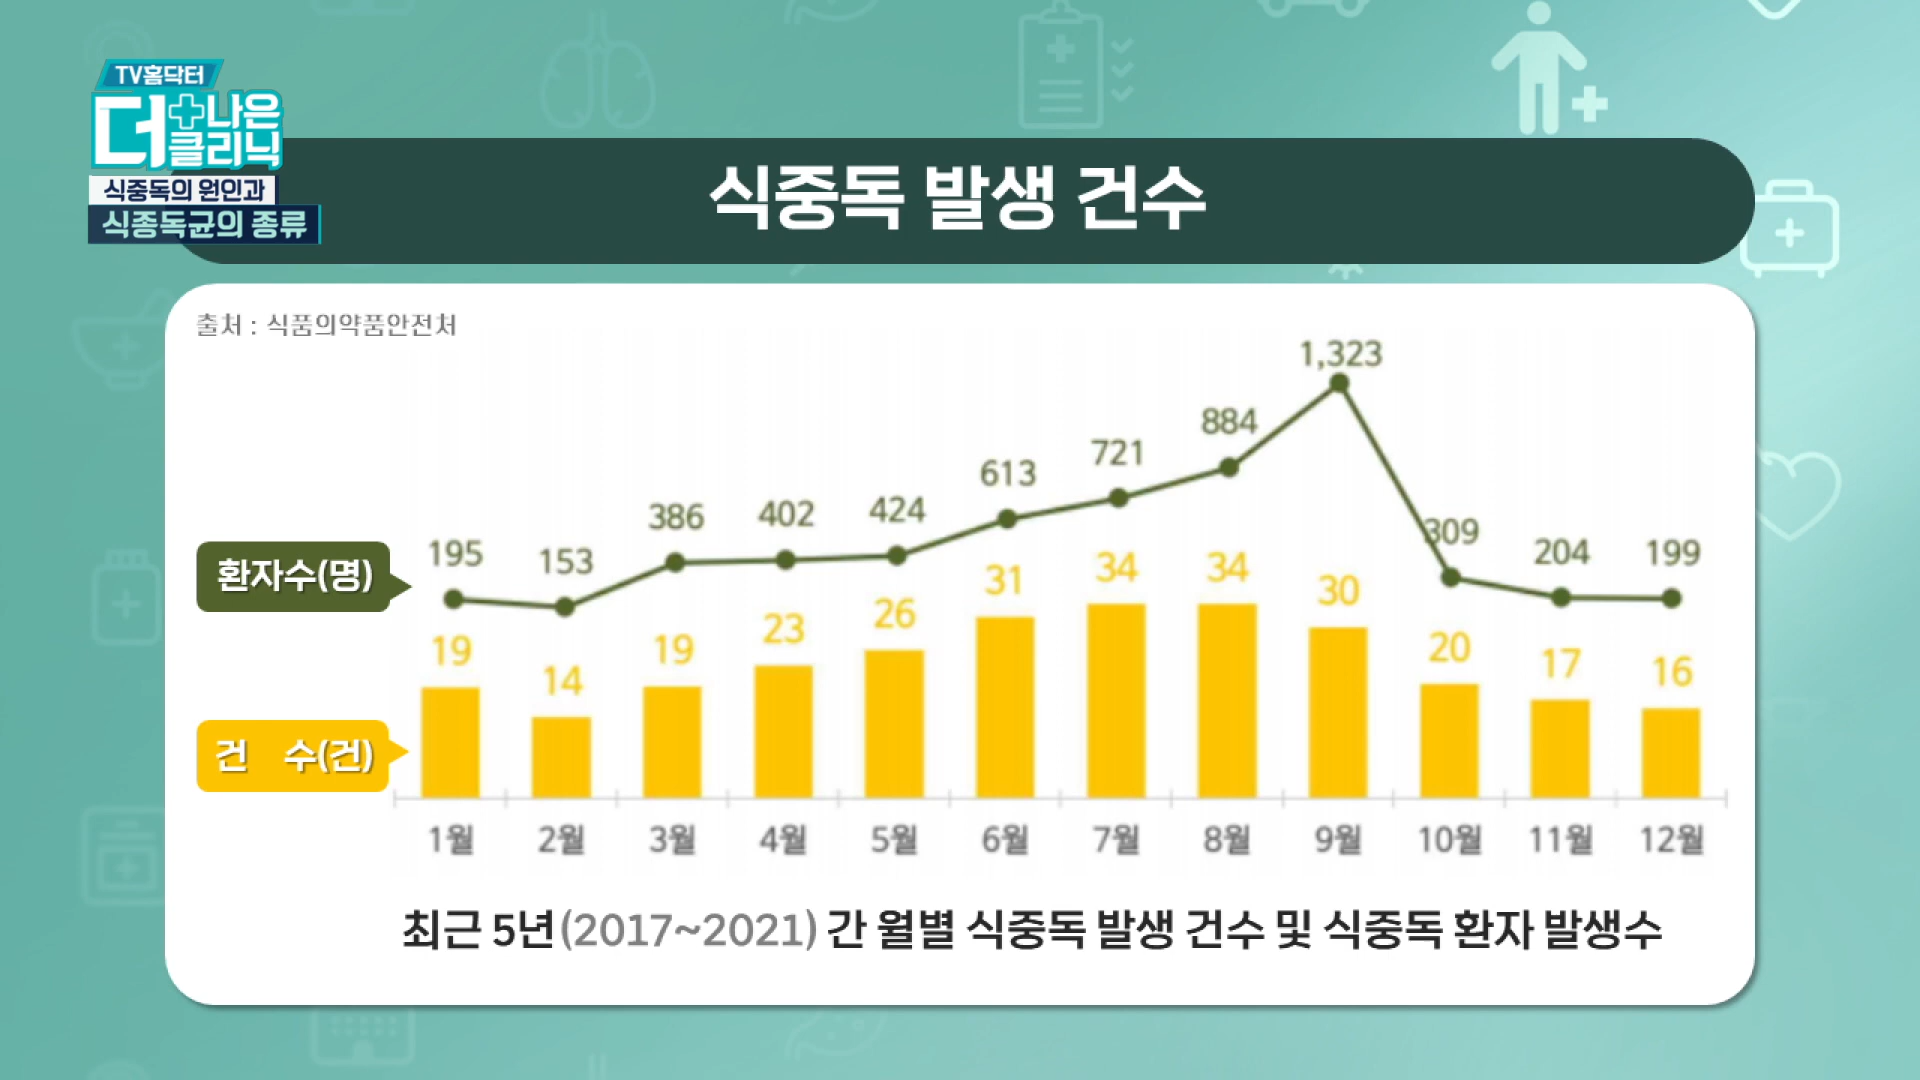 TV홈닥터
더+나은
클리닉
식중독의 원인과
식종독균의 종류
식중독 발생 건수
출처 : 식품의약품안전처
1,323
884
721
613
386 402 424
309
195 153
204 199
환자수(명)
31 34 34 30
19 14 19 23 26
20 17 16
건 수(건)
1월 2월 3월 4월 5월 6월 7월 8월 9월 10월 11월 12월
최근 5년(2017~2021) 간 월별 식중독 발생 건수 및 식중독 환자 발생수